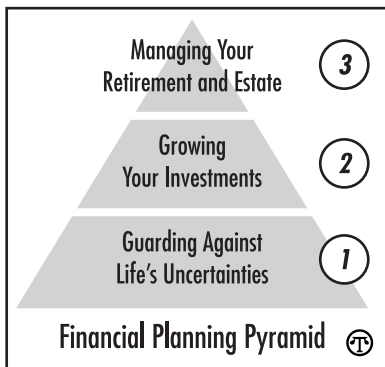 Managing Your
Retirement and Estate
3
Growing
Your Investments
2
Guarding Against
Life's Uncertainties
1
Financial Planning Pyramid